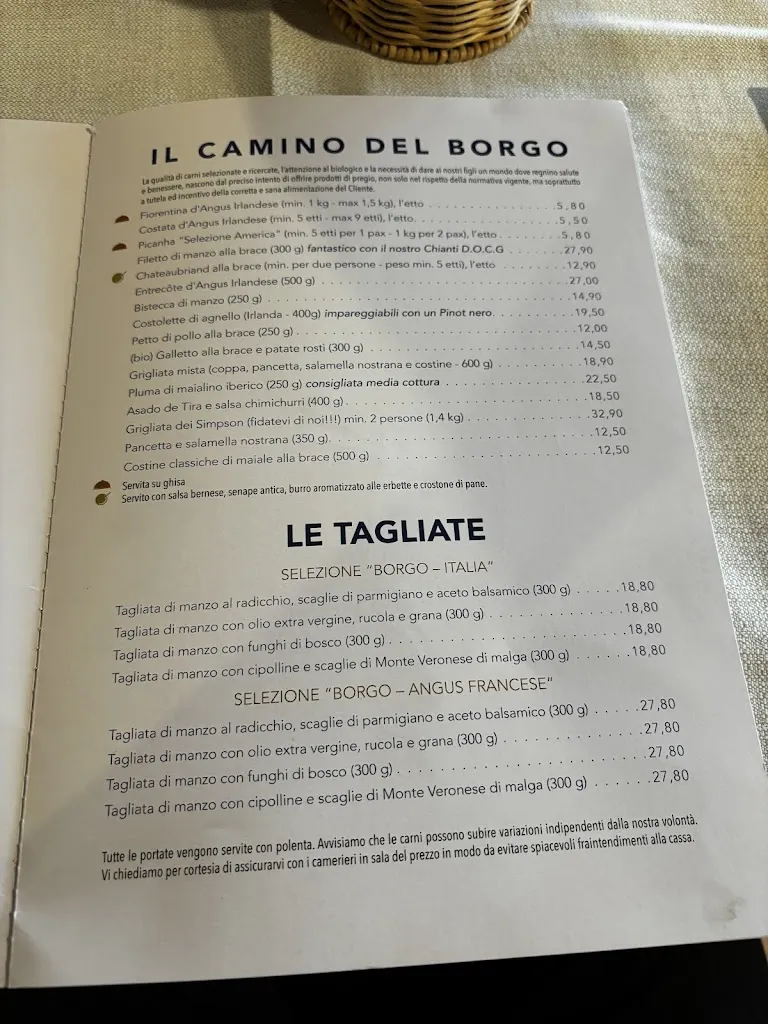 IL CAMINO DEL BORGO
La qualità di carni selezionate e ricercate, l'attenzione al biologico e la necessità di dare ai nostri figli un mondo dove regnino salute
e benessere, nascono dal preciso intento di offrire prodotti di pregio, non solo nel rispetto della normativa vigente, ma soprattutto
a tutela ed incentivo della corretta e sana alimentazione del Cliente.
Fiorentina d'Angus Irlandese (min. 1 kg - max 1,5 kg), l'etto . . . . . . . . . . . . . . . . . 5,80
Costata d'Angus Irlandese (min. 5 etti - max 9 etti), l'etto. . . . . . . . . . . . . . . . . . 5,50
Picanha "Selezione America" (min. 5 etti per 1 pax - 1 kg per 2 pax), l'etto . . . . . . . . 5,80
Filetto di manzo alla brace (300 g) fantastico con il nostro Chianti D.O.C.G . . . . . . . 27,90
Chateaubriand alla brace (min. per due persone - peso min. 5 etti), l'etto . . . . . . . . 12,90
Entrecôte d'Angus Irlandese (500 g) . . . . . . . . . . . . . . . . . . . . . . . . . 27,00
Bistecca di manzo (250 g) . . . . . . . . . . . . . . . . . . . . . . . . . . . . . . 14,90
Costolette di agnello (Irlanda - 400g) impareggiabili con un Pinot nero. . . . . . . . . . 19,50
Petto di pollo alla brace (250 g) . . . . . . . . . . . . . . . . . . . . . . . . . . . 12,00
(bio) Galletto alla brace e patate rosti (300 g) . . . . . . . . . . . . . . . . . . . . . 14,50
Grigliata mista (coppa, pancetta, salamella nostrana e costine - 600 g) . . . . . . . . . 18,90
Pluma di maialino iberico (250 g) consigliata media cottura . . . . . . . . . . . . . . 22,50
Asado de Tira e salsa chimichurri (400 g). . . . . . . . . . . . . . . . . . . . . . . 18,50
Grigliata dei Simpson (fidatevi di noi!!!) min. 2 persone (1,4 kg) . . . . . . . . . . . . 32,90
Pancetta e salamella nostrana (350 g). . . . . . . . . . . . . . . . . . . . . . . . . 12,50
Costine classiche di maiale alla brace (500 g) . . . . . . . . . . . . . . . . . . . . . 12,50
Servita su ghisa
Servito con salsa bernese, senape antica, burro aromatizzato alle erbette e crostone di pane.
LE TAGLIATE
SELEZIONE "BORGO – ITALIA"
Tagliata di manzo al radicchio, scaglie di parmigiano e aceto balsamico (300 g) . . . . . 18,80
Tagliata di manzo con olio extra vergine, rucola e grana (300 g) . . . . . . . . . . . . . 18,80
Tagliata di manzo con funghi di bosco (300 g) . . . . . . . . . . . . . . . . . . . . . 18,80
Tagliata di manzo con cipolline e scaglie di Monte Veronese di malga (300 g) . . . . . . 18,80
SELEZIONE "BORGO – ANGUS FRANCESE"
Tagliata di manzo al radicchio, scaglie di parmigiano e aceto balsamico (300 g) . . . . . 27,80
Tagliata di manzo con olio extra vergine, rucola e grana (300 g) . . . . . . . . . . . . . 27,80
Tagliata di manzo con funghi di bosco (300 g) . . . . . . . . . . . . . . . . . . . . . 27,80
Tagliata di manzo con cipolline e scaglie di Monte Veronese di malga (300 g) . . . . . . 27,80
Tutte le portate vengono servite con polenta. Avvisiamo che le carni possono subire variazioni indipendenti dalla nostra volontà.
Vi chiediamo per cortesia di assicurarvi con i camerieri in sala del prezzo in modo da evitare spiacevoli fraintendimenti alla cassa.